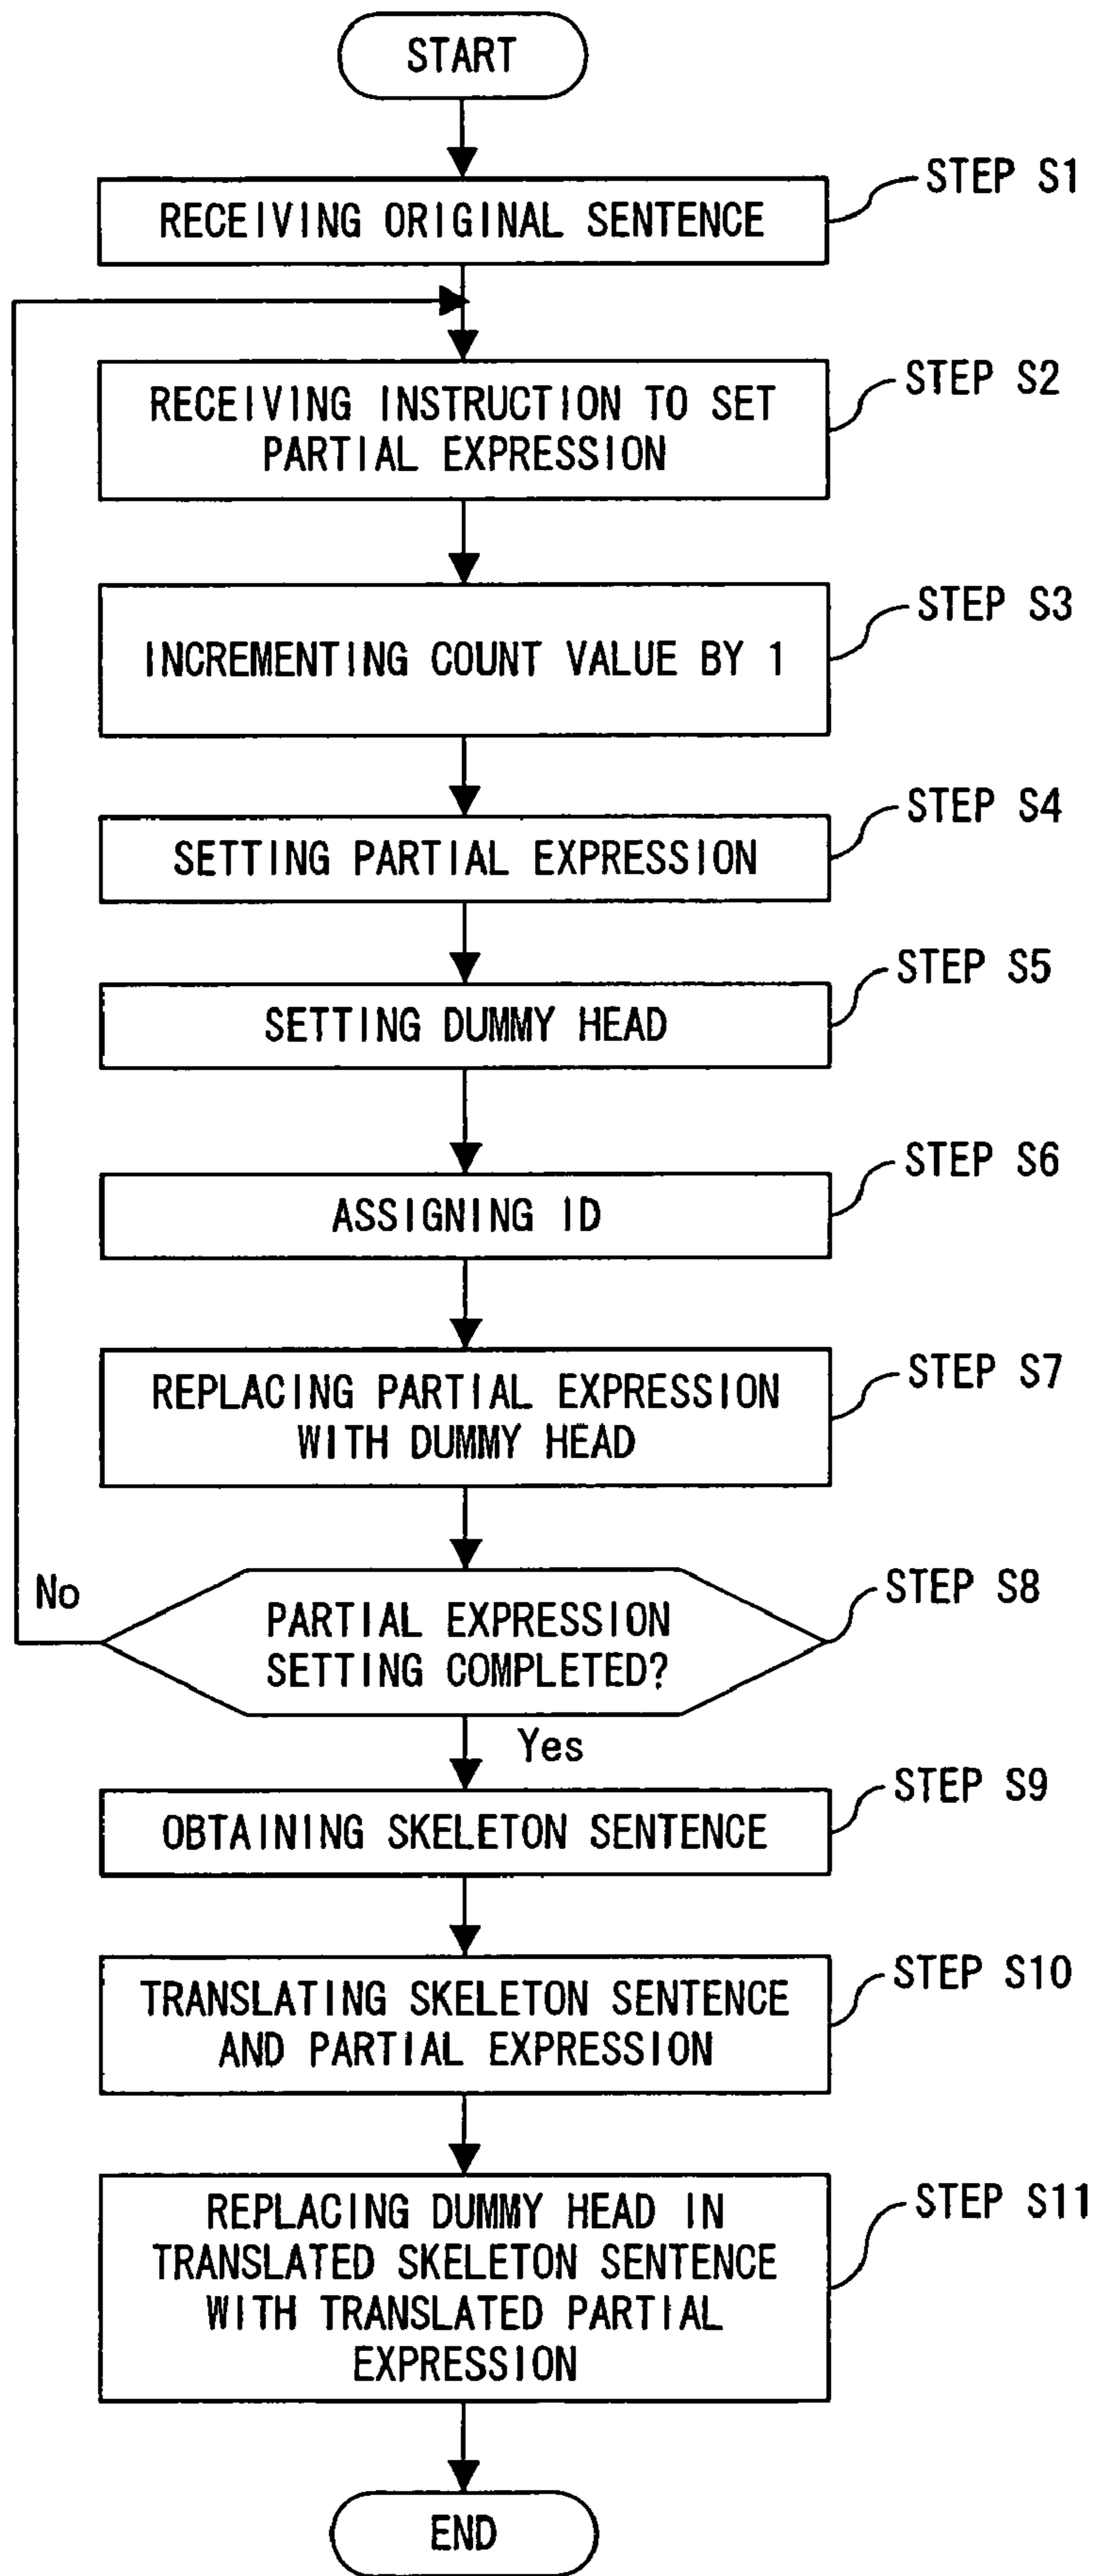 START
STEP S1
RECEIVING ORIGINAL SENTENCE
STEP S2
RECEIVING INSTRUCTION TO SET
PARTIAL EXPRESSION
STEP S3
INCREMENTING COUNT VALUE BY 1
STEP S4
SETTING PARTIAL EXPRESSION
STEP S5
SETTING DUMMY HEAD
STEP S6
ASSIGNING ID
STEP S7
REPLACING PARTIAL EXPRESSION
WITH DUMMY HEAD
STEP S8
No
PARTIAL EXPRESSION
SETTING COMPLETED?
Yes
STEP S9
OBTAINING SKELETON SENTENCE
STEP S10
TRANSLATING SKELETON SENTENCE
AND PARTIAL EXPRESSION
STEP S11
REPLACING DUMMY HEAD IN
TRANSLATED SKELETON SENTENCE
WITH TRANSLATED PARTIAL
EXPRESSION
END